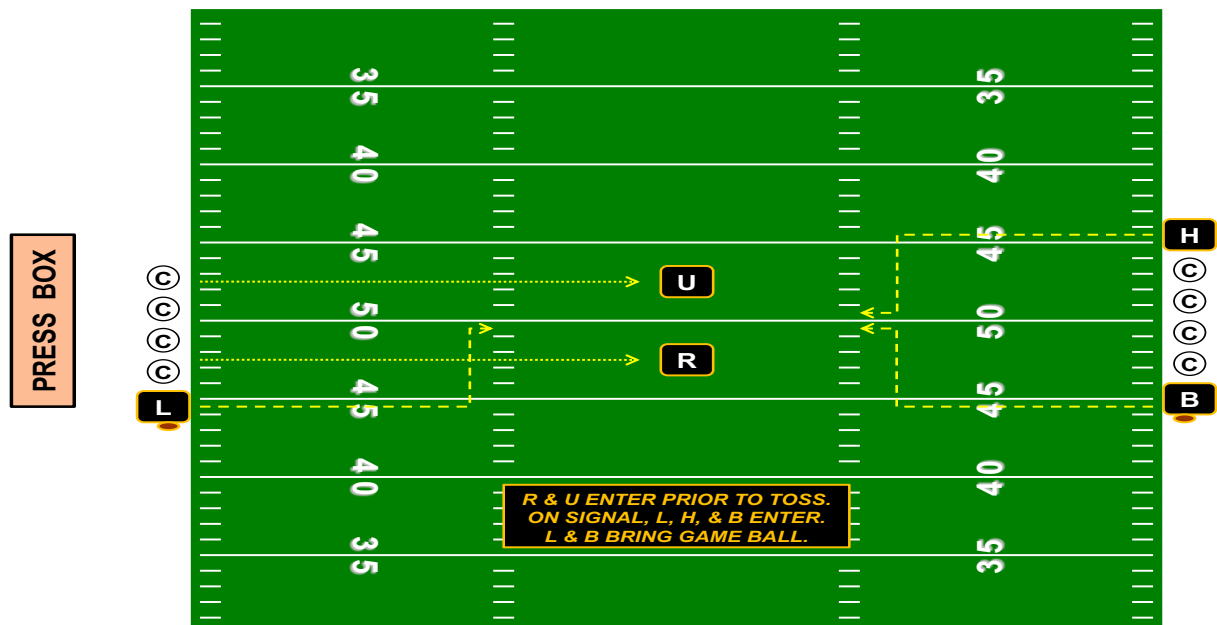 PRESS BOX
35 35
40 40
45 45 H
C U C
C C
50 50
C C
C R C
L 45 45 B
40 40
R & U ENTER PRIOR TO TOSS.
ON SIGNAL, L, H, & B ENTER.
L & B BRING GAME BALL.
35 35